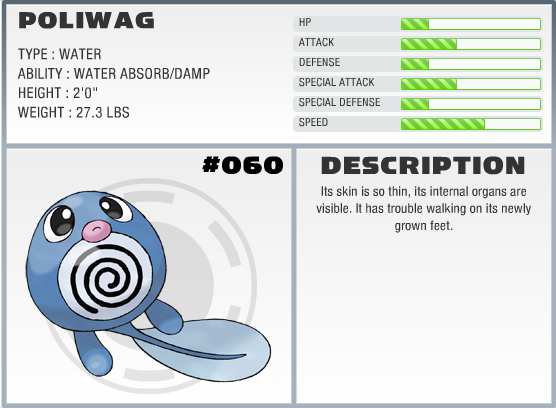 POLIWAG
TYPE : WATER
ABILITY : WATER ABSORB/DAMP
HEIGHT : 2'0"
WEIGHT : 27.3 LBS
HP
ATTACK
DEFENSE
SPECIAL ATTACK
SPECIAL DEFENSE
SPEED
#060
DESCRIPTION
Its skin is so thin, its internal organs are
visible. It has trouble walking on its newly
grown feet.